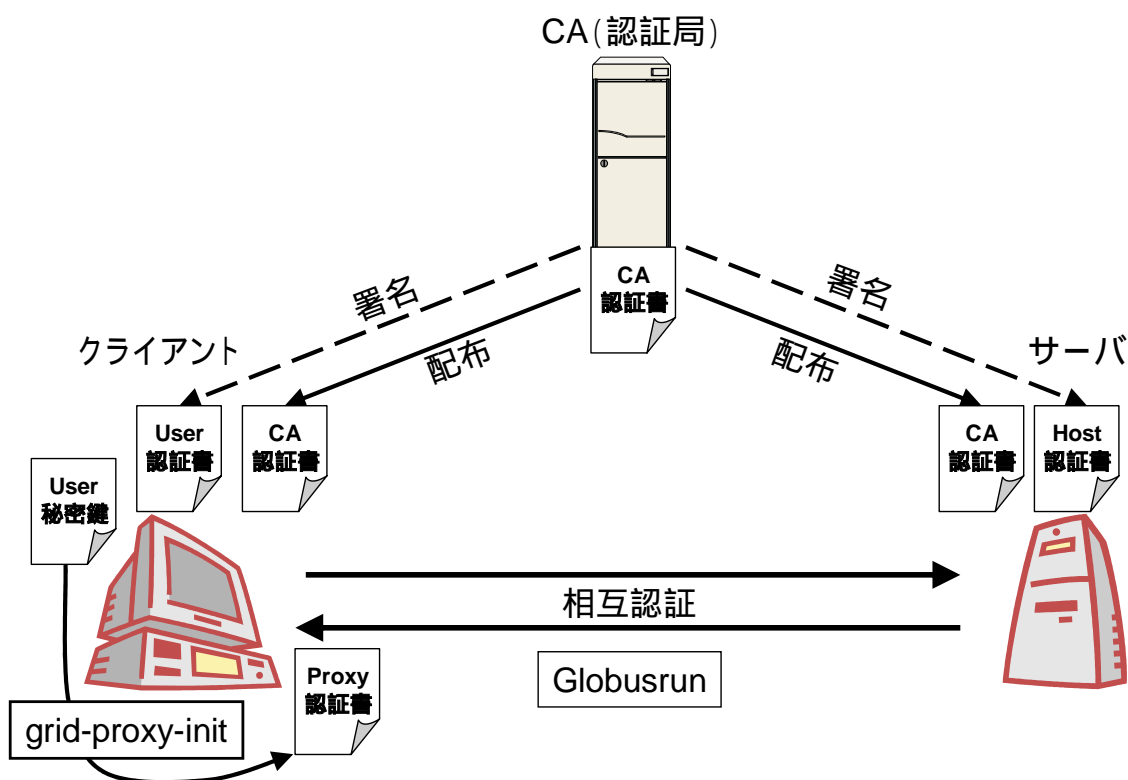 CA(認証局)
CA
認証書
署名
署名
配布
配布
クライアント
サーバ
User
認証書
CA
認証書
CA
認証書
Host
認証書
User
秘密鍵
相互認証
Proxy
認証書
Globusrun
grid-proxy-init